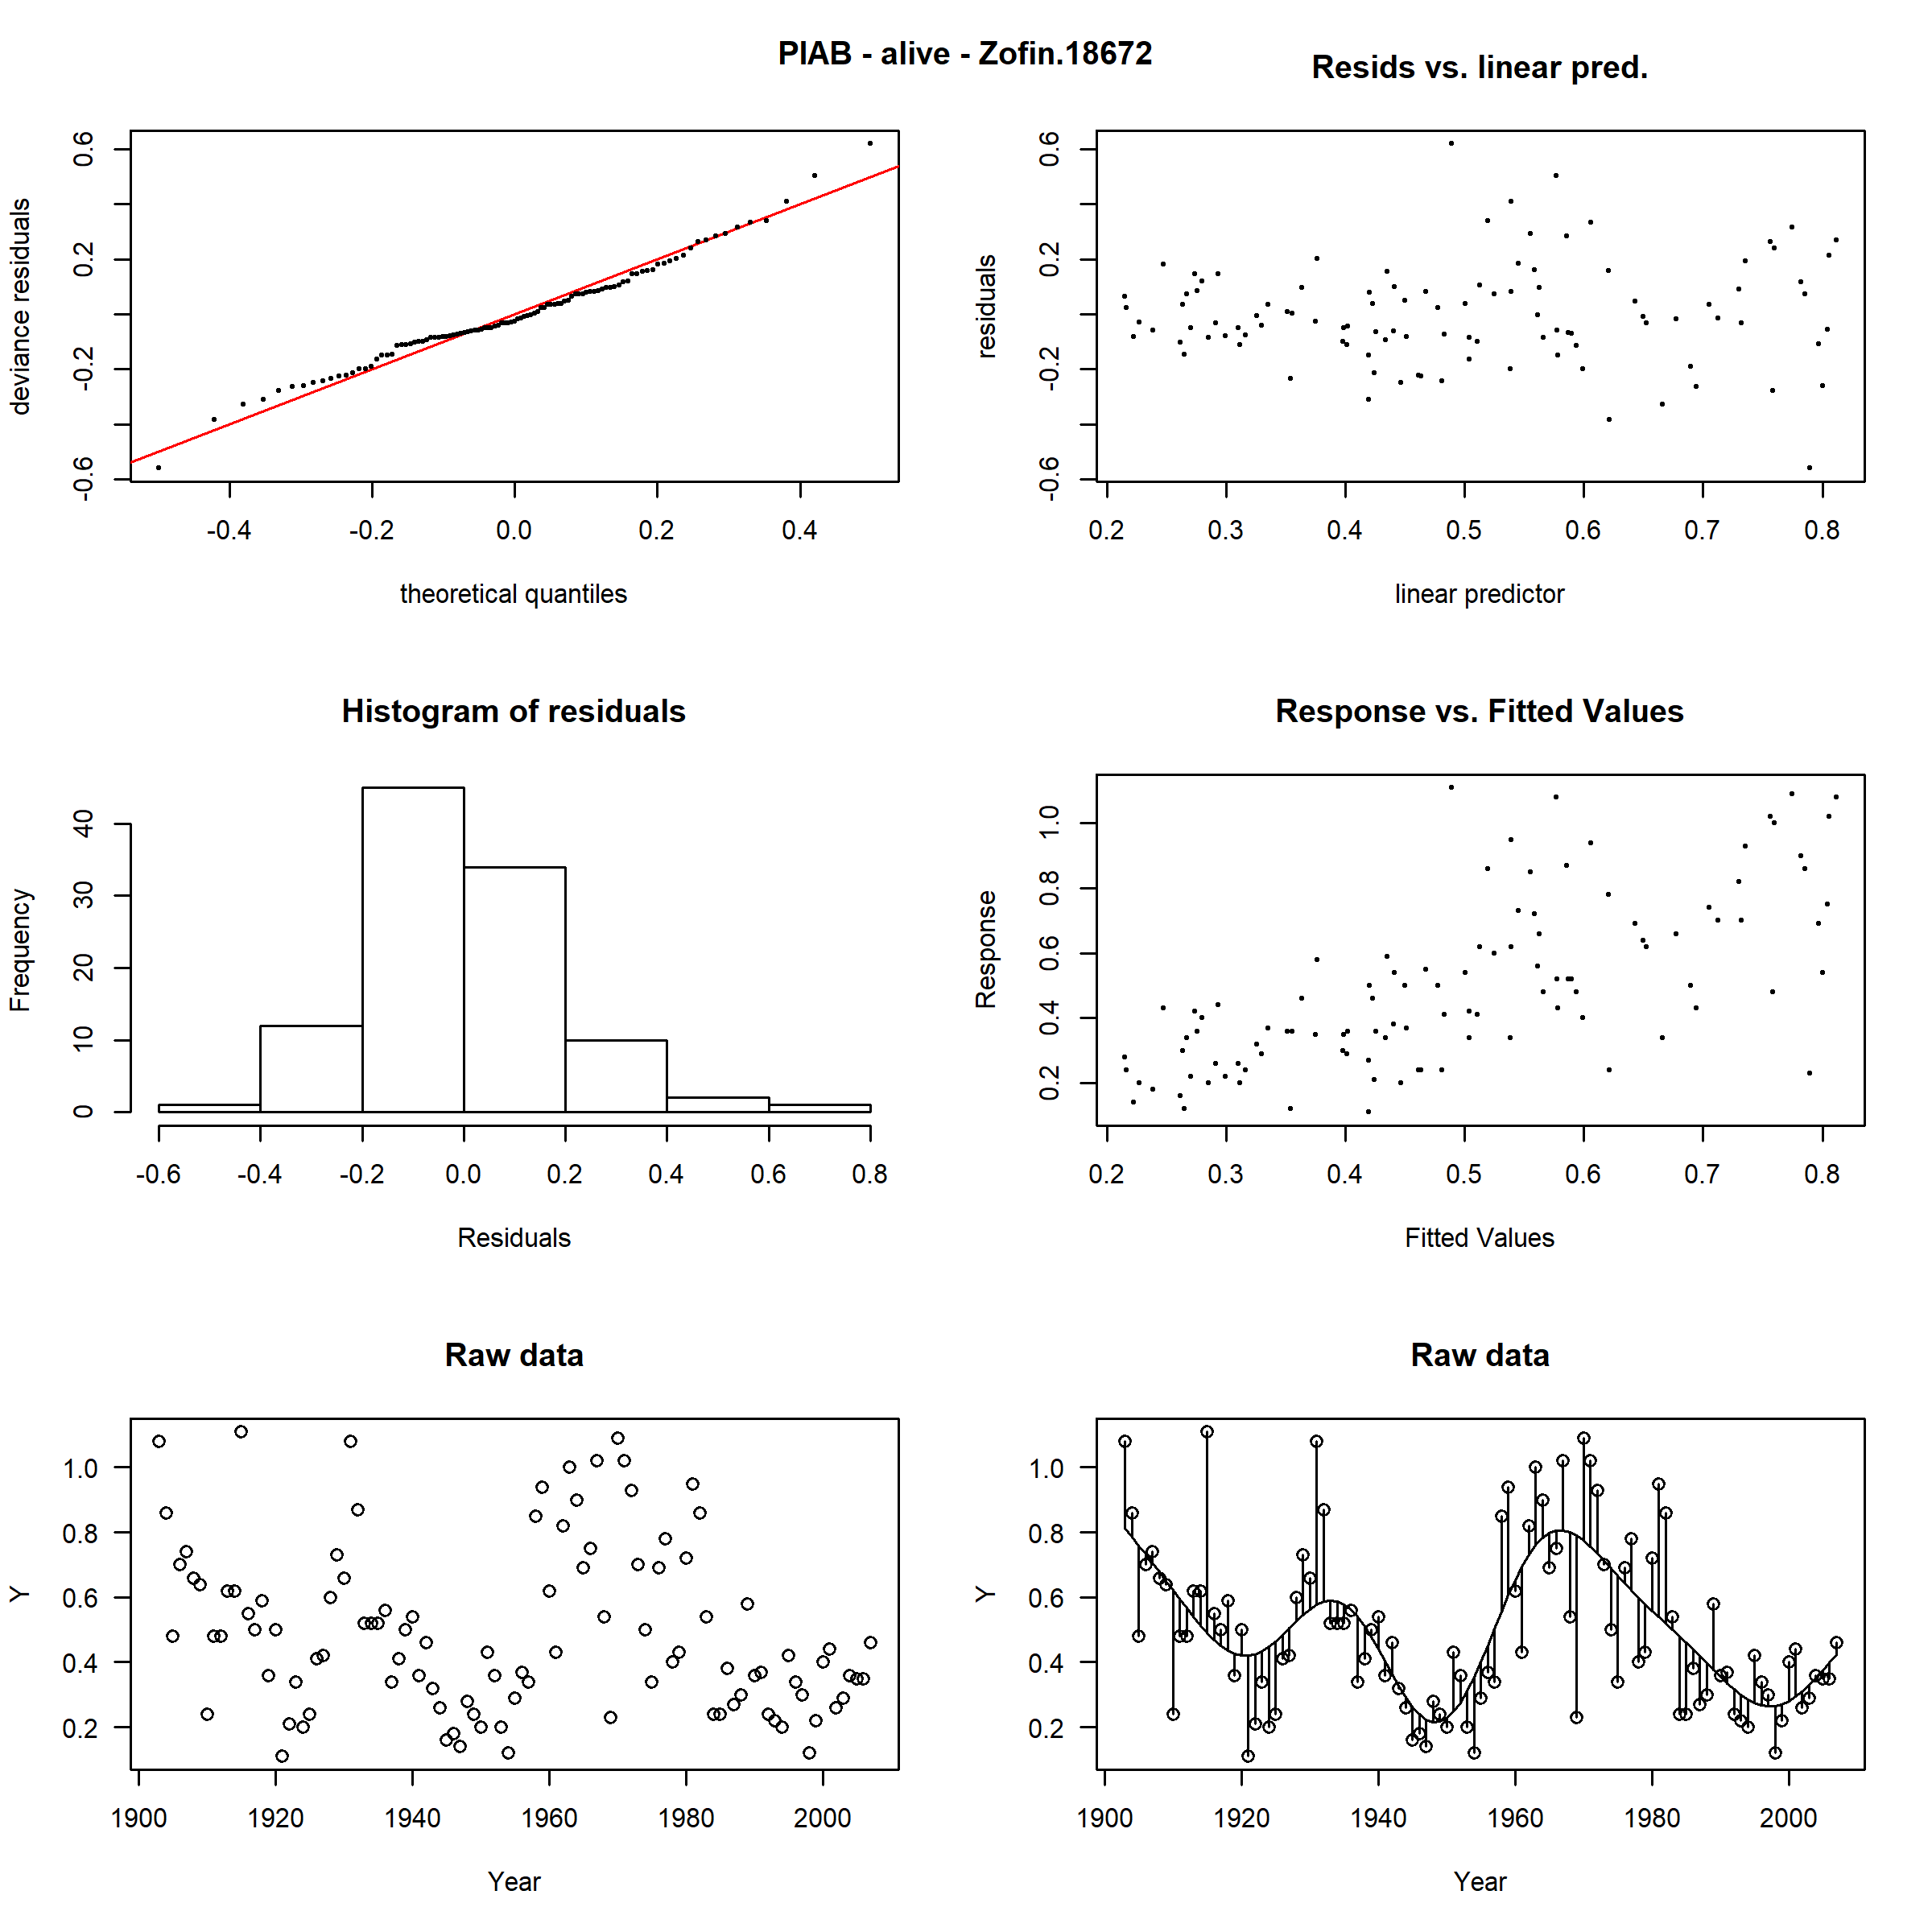 PIAB - alive - Zofin.18672
Resids vs. linear pred.
deviance residuals
-0.6 -0.2 0.2 0.6
-0.4 -0.2 0.0 0.2 0.4
theoretical quantiles
residuals
-0.6 -0.2 0.2 0.6
0.2 0.3 0.4 0.5 0.6 0.7 0.8
linear predictor
Histogram of residuals
Frequency
0 10 20 30 40
-0.6 -0.4 -0.2 0.0 0.2 0.4 0.6 0.8
Residuals
Response vs. Fitted Values
Response
0.2 0.4 0.6 0.8 1.0
0.2 0.3 0.4 0.5 0.6 0.7 0.8
Fitted Values
Raw data
Y
1.0
0.8
0.6
0.4
0.2
1900 1920 1940 1960 1980 2000
Year
Raw data
Y
1.0
0.8
0.6
0.4
0.2
1900 1920 1940 1960 1980 2000
Year